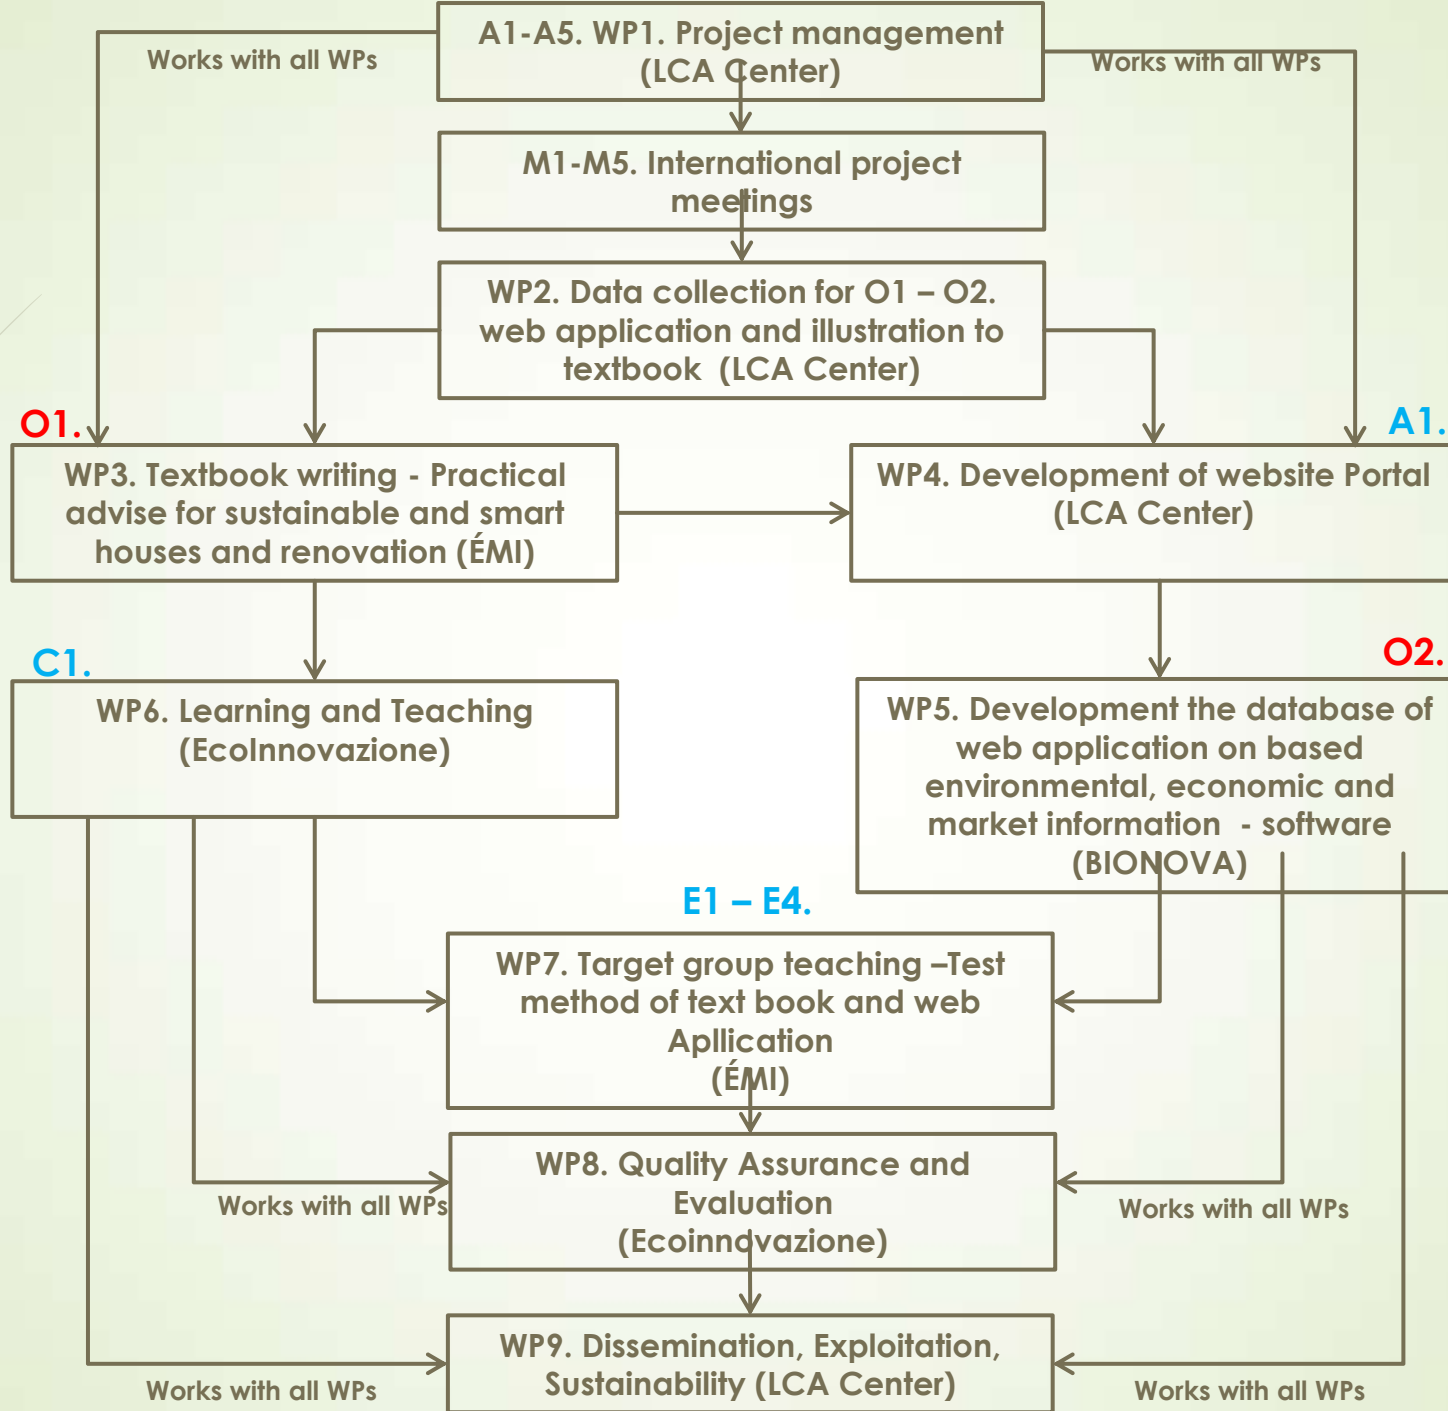 A1-A5. WP1. Project management
(LCA Center)
Works with all WPs
Works with all WPs
M1-M5. International project
meetings
WP2. Data collection for O1 – O2.
web application and illustration to
textbook  (LCA Center)
O1.
A1.
WP3. Textbook writing - Practical
advise for sustainable and smart
houses and renovation (ÉMI)
WP4. Development of website Portal
(LCA Center)
C1.
O2.
WP6. Learning and Teaching
(EcoInnovazione)
WP5. Development the database of
web application on based
environmental, economic and
market information  - software
(BIONOVA)
E1 – E4.
WP7. Target group teaching –Test
method of text book and web
Apllication
(ÉMI)
WP8. Quality Assurance and
Evaluation
(Ecoinnovazione)
Works with all WPs
Works with all WPs
WP9. Dissemination, Exploitation,
Sustainability (LCA Center)
Works with all WPs
Works with all WPs